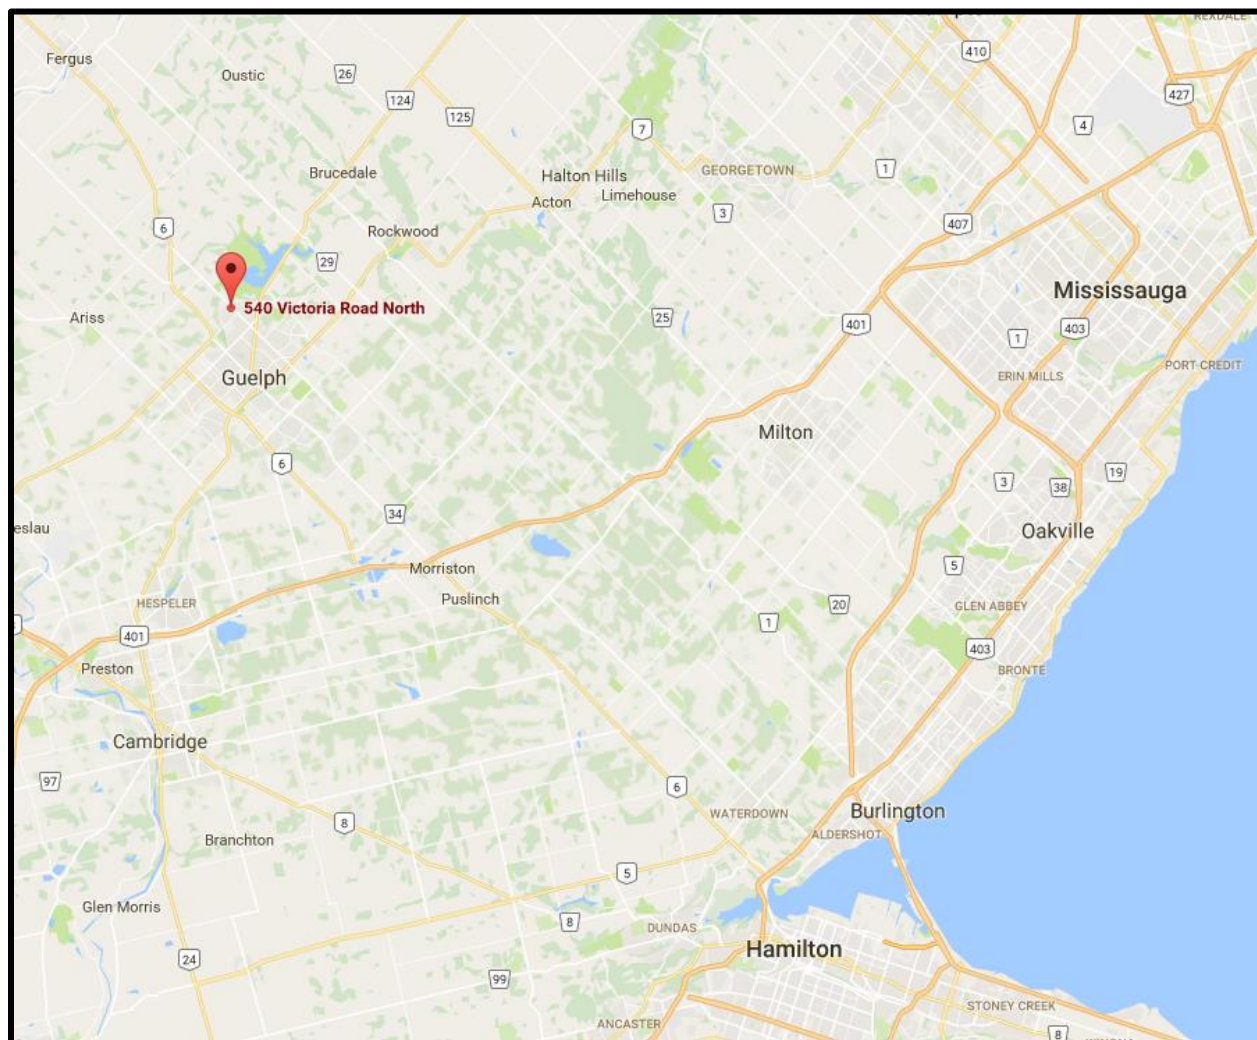 REXDALE
410
Fergus
Oustic
26
427
124
125
4
7
Brucedale
1
GEORGETOWN
Halton Hills
Limehouse
Acton
3
6
407
Rockwood
29
Mississauga
540 Victoria Road North
Ariss
25
401
403
1
PORT CREDIT
Guelph
ERIN MILLS
Milton
6
19
3
38
34
eslau
Oakville
5
Morriston
Puslinch
HESPELER
20
GLEN ABBEY
1
401
403
Preston
BRONTE
Cambridge
97
6
Burlington
WATERDOWN
8
ALDERSHOT
Branchton
5
Glen Morris
8
DUNDAS
Hamilton
24
99
STONEY CREEK
ANCASTER
8